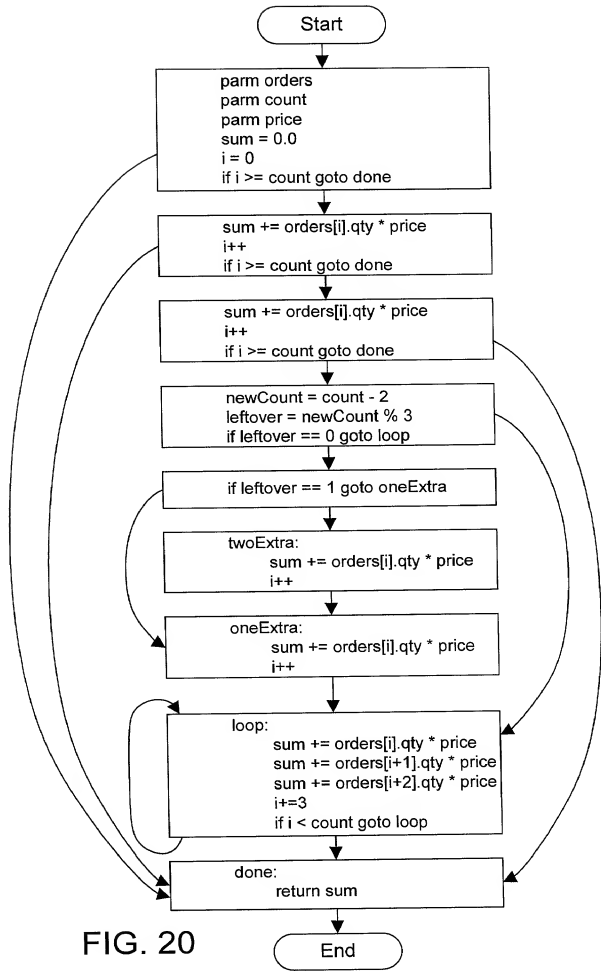 Start
parm orders
parm count
parm price
sum = 0.0
i = 0
if i >= count goto done
sum += orders[i].qty * price
i++
if i >= count goto done
sum += orders[i].qty * price
i++
if i >= count goto done
newCount = count - 2
leftover = newCount % 3
if leftover == 0 goto loop
if leftover == 1 goto oneExtra
twoExtra:
sum += orders[i].qty * price
i++
oneExtra:
sum += orders[i].qty * price
i++
loop:
sum += orders[i].qty * price
sum += orders[i+1].qty * price
sum += orders[i+2].qty * price
i+=3
if i < count goto loop
done:
return sum
End
FIG. 20